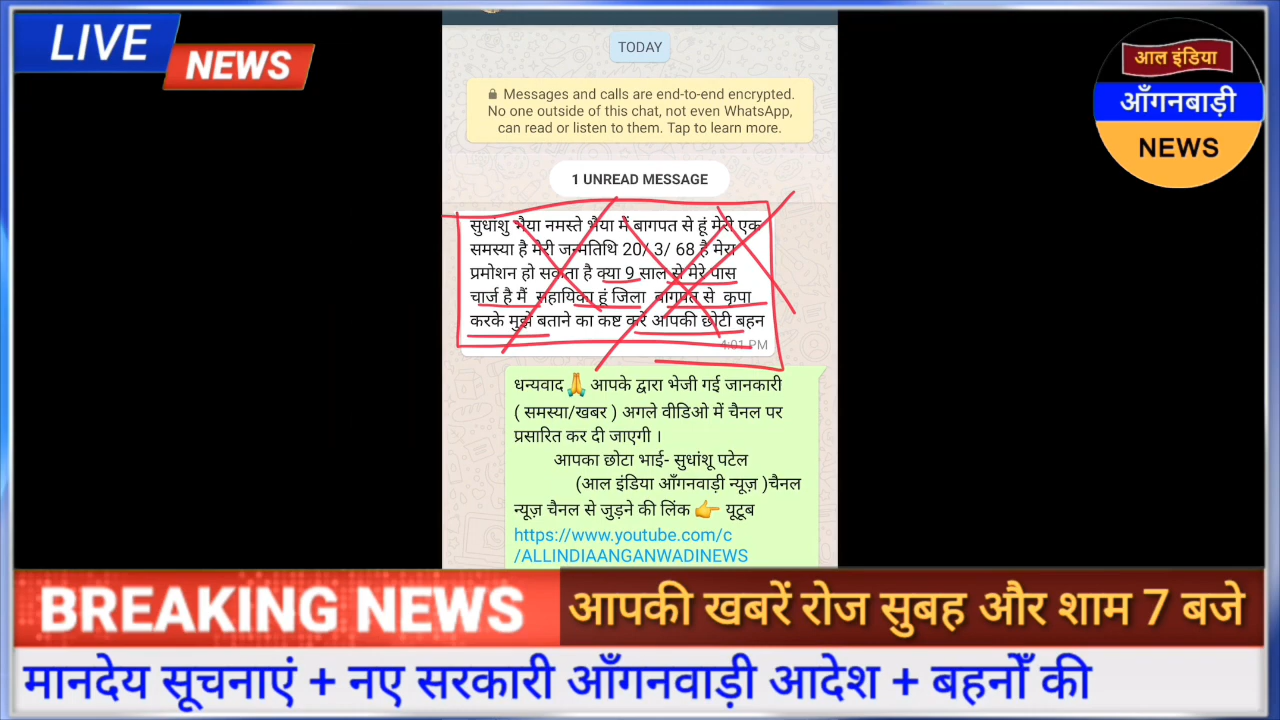 LIVE
NEWS
आल इंडिया
आँगनबाड़ी
NEWS
TODAY
Messages and calls are end-to-end encrypted.
No one outside of this chat, not even WhatsApp,
can read or listen to them. Tap to learn more.
1 UNREAD MESSAGE
सुधांशु भैया नमस्ते भैया में बागपत से हूं मेरी एक
समस्या है मेरी जन्मतिथि 20/ 3/ 68 है मेरा
प्रमोशन हो सकता है क्या 9 साल से मेरे पास
चार्ज है मैं सहायिका हूं जिला बागपत से कृपा
करके मुझे बताने का कष्ट करें आपकी छोटी बहन
4:01 PM
धन्यवाद🙏आपके द्वारा भेजी गई जानकारी
( समस्या/खबर ) अगले वीडिओ में चैनल पर
प्रसारित कर दी जाएगी ।
आपका छोटा भाई- सुधांशू पटेल
(आल इंडिया आँगनवाड़ी न्यूज़ )चैनल
न्यूज़ चैनल से जुड़ने की लिंक 👉 यूटूब
https://www.youtube.com/c
/ALLINDIAANGANWADINEWS
BREAKING NEWS
आपकी खबरें रोज सुबह और शाम 7 बजे
मानदेय सूचनाएं + नए सरकारी आँगनवाड़ी आदेश + बहनोँ की